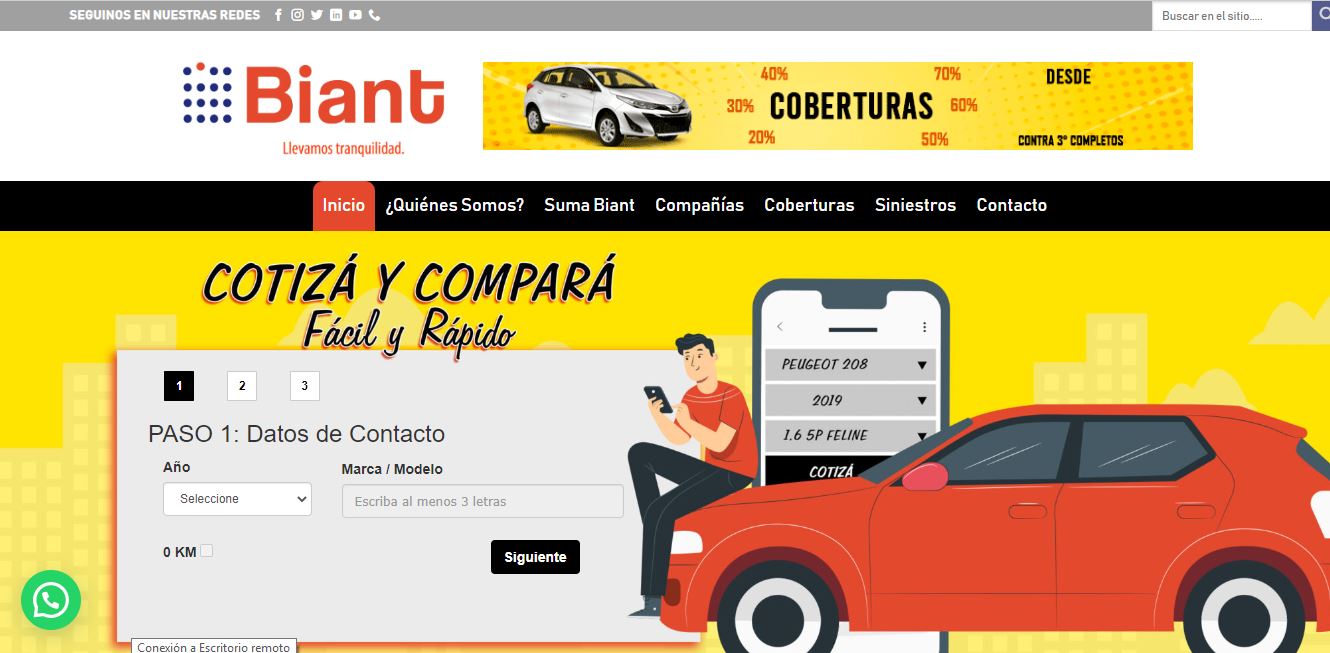 SEGUINOS EN NUESTRAS REDES
Buscar en el sitio.....
Biant
Llevamos tranquilidad.
40%
70%
DESDE
30%
COBERTURAS
60%
20%
50%
CONTRA 3º COMPLETOS
Inicio ¿Quiénes Somos? Suma Biant Compañías Coberturas Siniestros Contacto
COTIZÁ Y COMPARÁ
Fácil y Rápido
1 2 3
PASO 1: Datos de Contacto
Año
Marca / Modelo
Seleccione
Escriba al menos 3 letras
0 KM
Siguiente
PEUGEOT 208
2019
1.6 5P FELINE
COTIZÁ
Conexión a Escritorio remoto